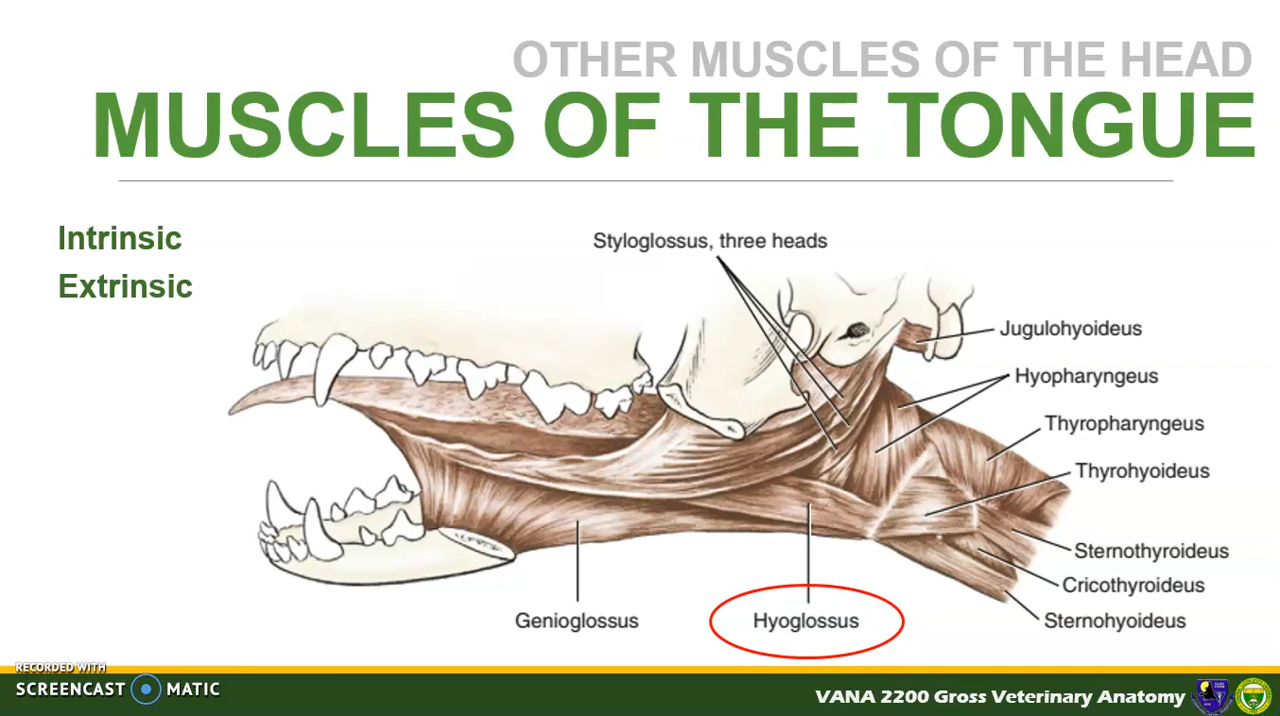 OTHER MUSCLES OF THE HEAD
MUSCLES OF THE TONGUE
Intrinsic
Extrinsic
Styloglossus, three heads
Jugulohyoideus
Hyopharyngeus
Thyropharyngeus
Thyrohyoideus
Sternothyroideus
Cricothyroideus
Sternohyoideus
Genioglossus
Hyoglossus
RECORDED WITH
SCREENCAST MATIC
VANA 2200 Gross Veterinary Anatomy